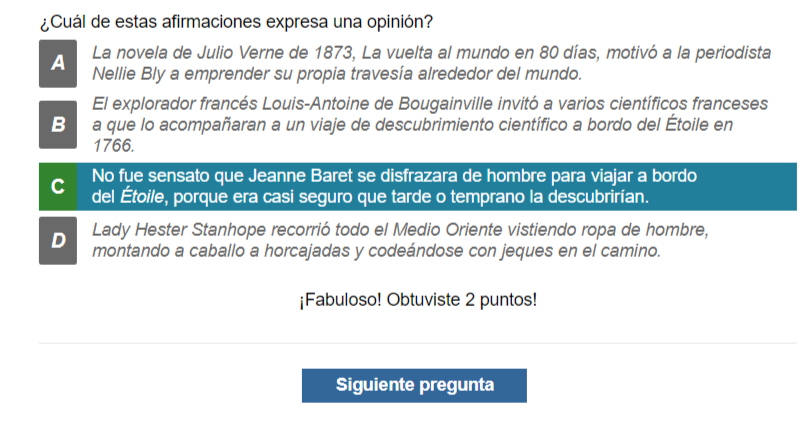 ¿Cuál de estas afirmaciones expresa una opinión?
A
La novela de Julio Verne de 1873, La vuelta al mundo en 80 días, motivó a la periodista
Nellie Bly a emprender su propia travesía alrededor del mundo.
B
El explorador francés Louis-Antoine de Bougainville invitó a varios científicos franceses
a que lo acompañaran a un viaje de descubrimiento científico a bordo del Étoile en
1766.
C
No fue sensato que Jeanne Baret se disfrazara de hombre para viajar a bordo
del Étoile, porque era casi seguro que tarde o temprano la descubrirían.
D
Lady Hester Stanhope recorrió todo el Medio Oriente vistiendo ropa de hombre,
montando a caballo a horcajadas y codeándose con jeques en el camino.
¡Fabuloso! Obtuviste 2 puntos!
Siguiente pregunta